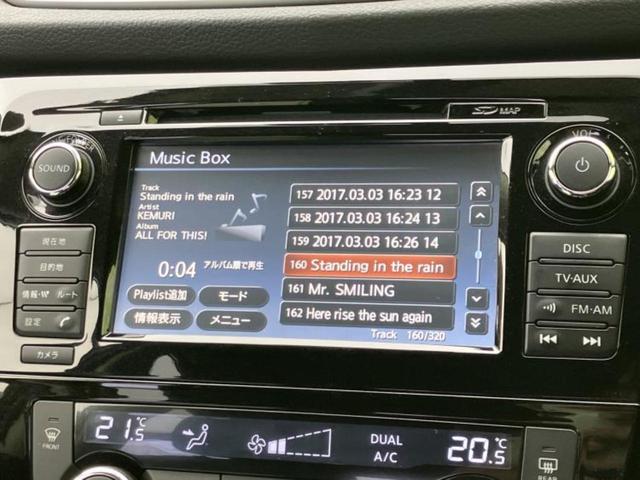 SD MAP
VOL
SOUND
Music Box
Track
Standing in the rain
Artist
KEMURI
Album
ALL FOR THIS!
0:04 アルバム順で再生
Playlist追加 モード
情報表示 メニュー
157 2017.03.03 16:23 12
158 2017.03.03 16:24 13
159 2017.03.03 16:26 14
160 Standing in the rain
161 Mr. SMILING
162 Here rise the sun again
Track 160/320
現在地
目的地
情報・ ルート
設定
カメラ
DISC
TV·AUX
FM·AM
FRONT
21.5°C
DUAL
A/C
20.5°C
REAR